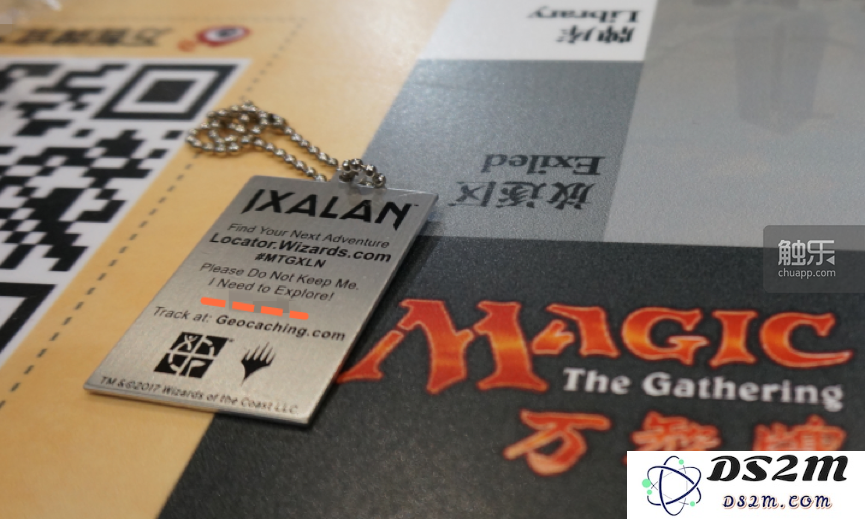 牌库
Library
放逐区
Exiled
IXALAN™
Find Your Next Adventure
Locator.Wizards.com
#MTGXLN
Please Do Not Keep Me.
I Need to Explore!
Track at: Geocaching.com
TM & ©2017 Wizards of the Coast LLC
触乐
chuapp.com
MAGIC
The Gathering
万智牌
DS2M
DS2M.COM